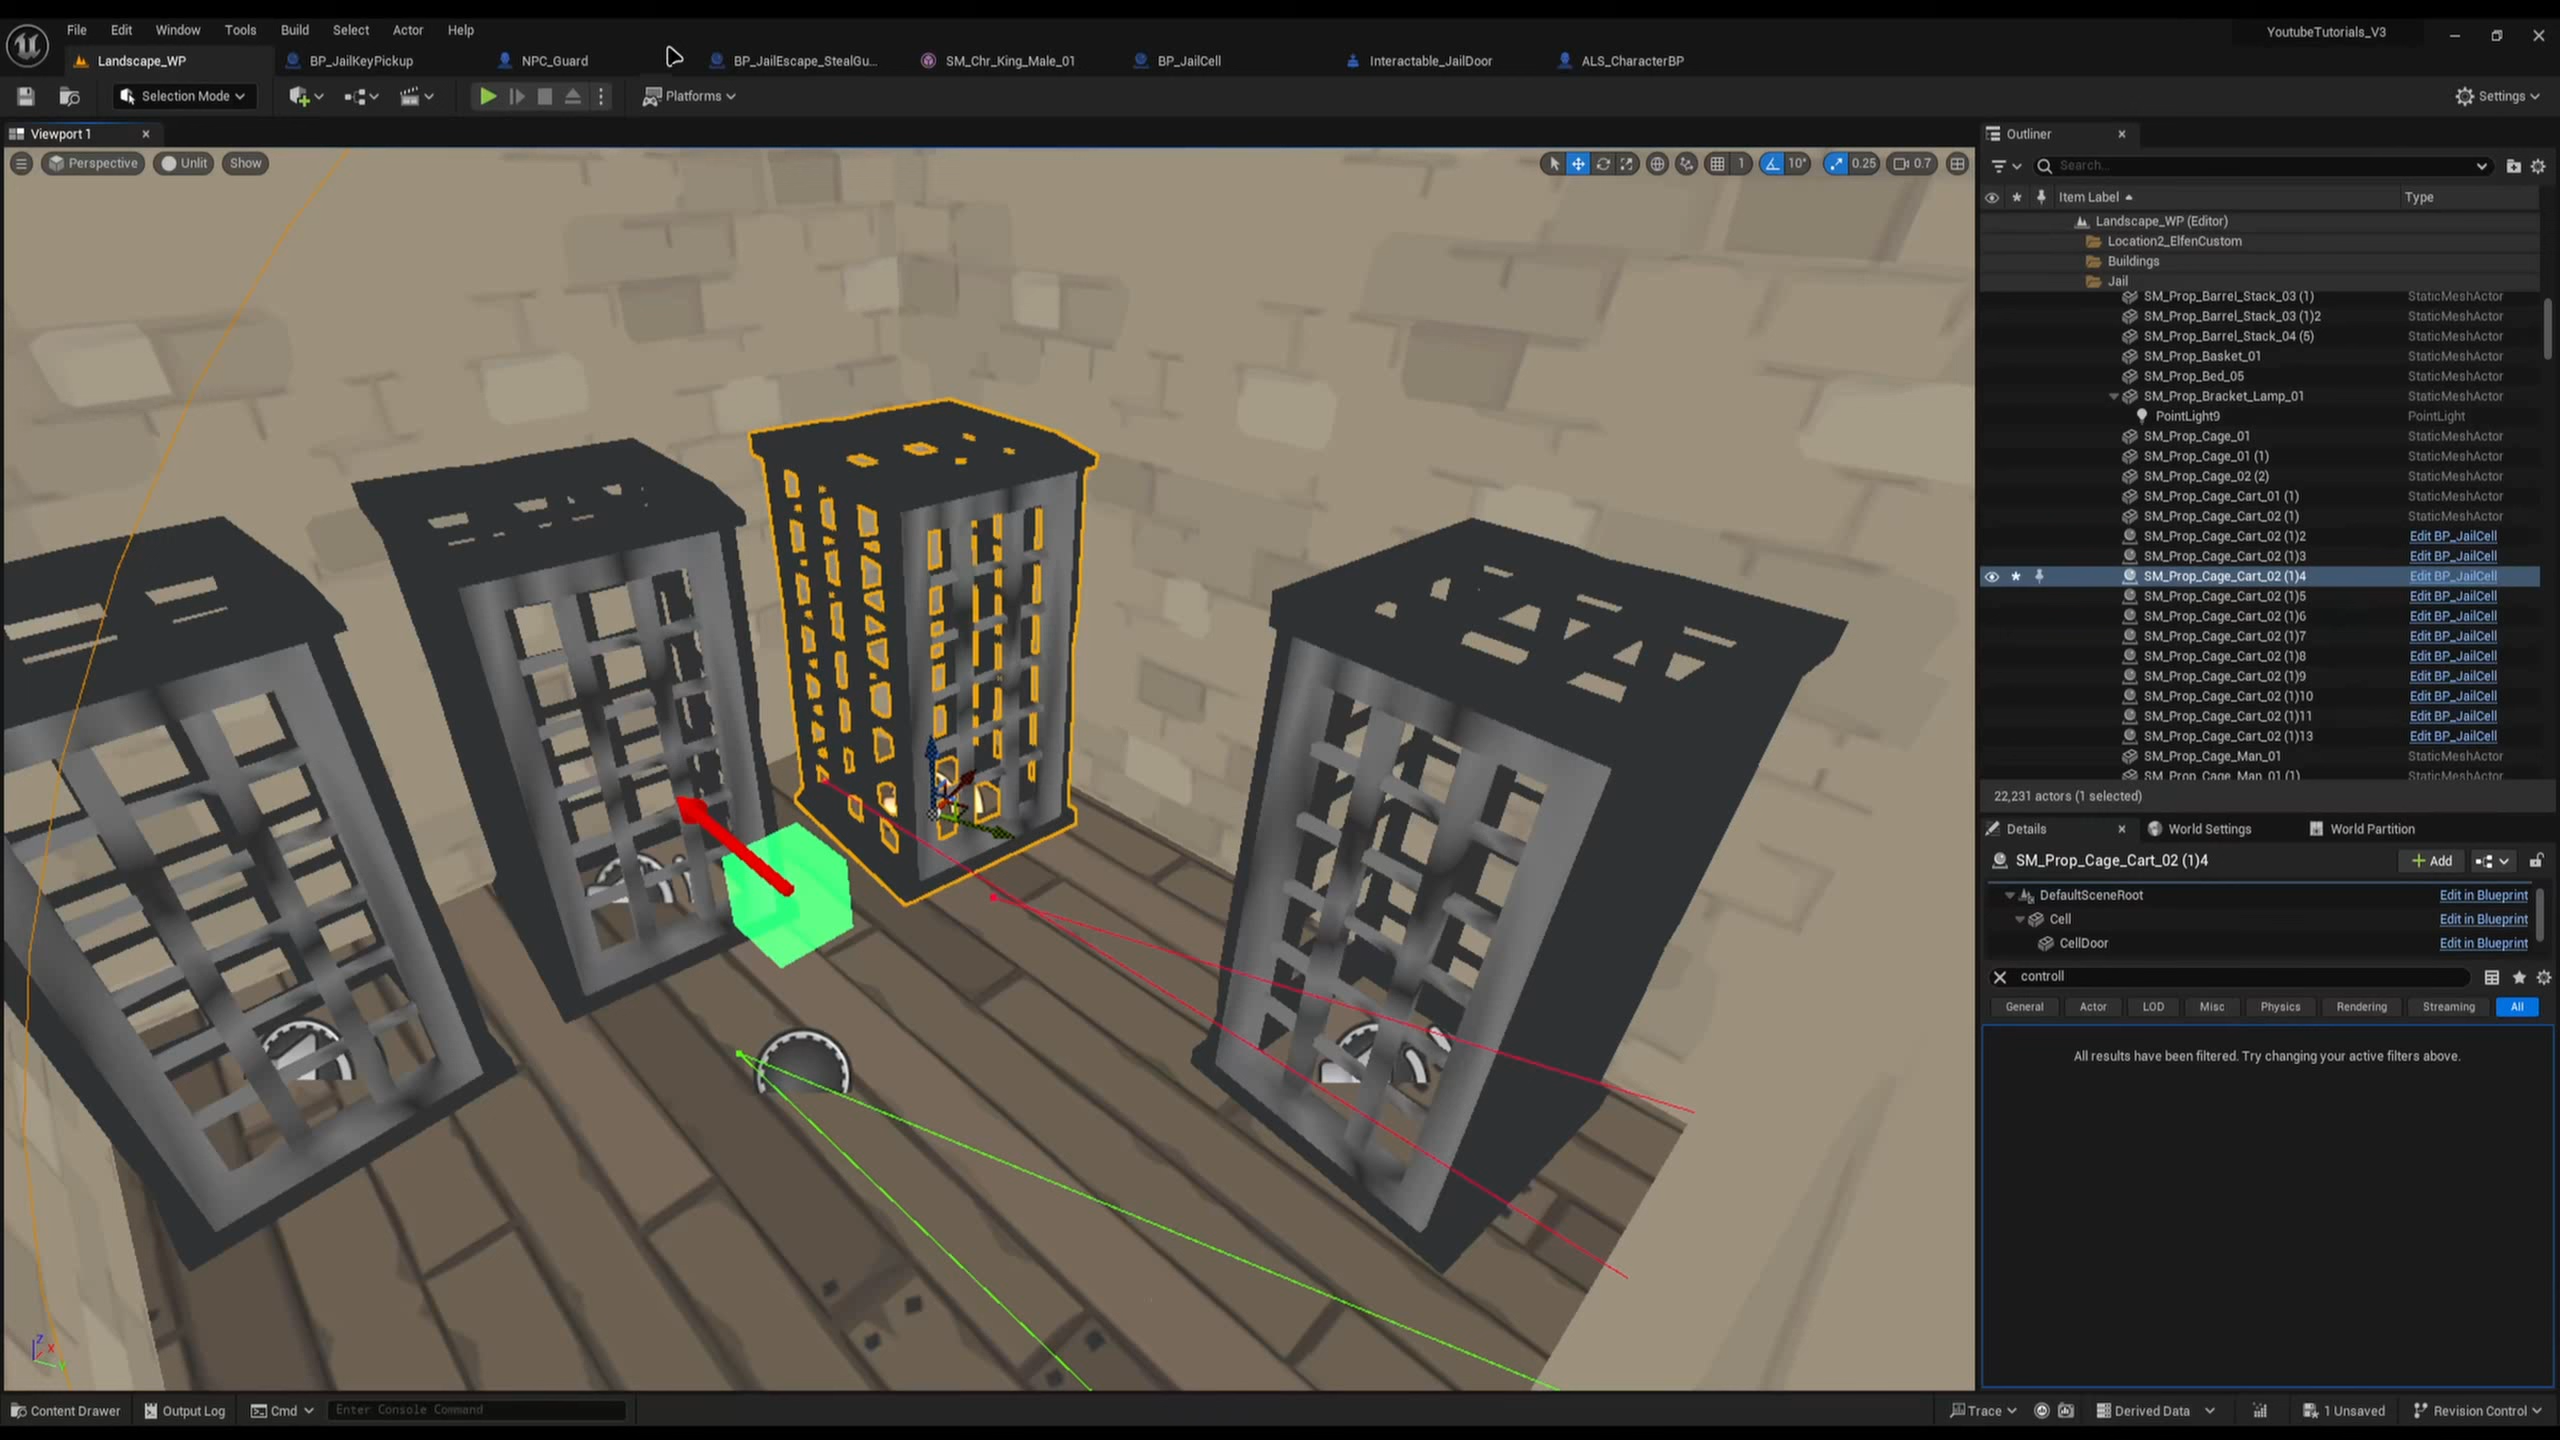 File Edit Window Tools Build Select Actor Help
YoutubeTutorials_V3
Landscape_WP BP_JailKeyPickup NPC_Guard BP_JailEscape_StealGu... SM_Chr_King_Male_01 BP_JailCell Interactable_JailDoor ALS_CharacterBP
Selection Mode Platforms Settings
Viewport 1
Perspective Unlit Show 1 10° 0.25 0.7
Outliner
Search...
Item Label Type
Landscape_WP (Editor)
Location2_ElfenCustom
Buildings
Jail
SM_Prop_Barrel_Stack_03 (1) StaticMeshActor
SM_Prop_Barrel_Stack_03 (1)2 StaticMeshActor
SM_Prop_Barrel_Stack_04 (5) StaticMeshActor
SM_Prop_Basket_01 StaticMeshActor
SM_Prop_Bed_05 StaticMeshActor
SM_Prop_Bracket_Lamp_01 StaticMeshActor
PointLight9 PointLight
SM_Prop_Cage_01 StaticMeshActor
SM_Prop_Cage_01 (1) StaticMeshActor
SM_Prop_Cage_02 (2) StaticMeshActor
SM_Prop_Cage_Cart_01 (1) StaticMeshActor
SM_Prop_Cage_Cart_02 (1) StaticMeshActor
SM_Prop_Cage_Cart_02 (1)2 Edit BP_JailCell
SM_Prop_Cage_Cart_02 (1)3 Edit BP_JailCell
SM_Prop_Cage_Cart_02 (1)4 Edit BP_JailCell
SM_Prop_Cage_Cart_02 (1)5 Edit BP_JailCell
SM_Prop_Cage_Cart_02 (1)6 Edit BP_JailCell
SM_Prop_Cage_Cart_02 (1)7 Edit BP_JailCell
SM_Prop_Cage_Cart_02 (1)8 Edit BP_JailCell
SM_Prop_Cage_Cart_02 (1)9 Edit BP_JailCell
SM_Prop_Cage_Cart_02 (1)10 Edit BP_JailCell
SM_Prop_Cage_Cart_02 (1)11 Edit BP_JailCell
SM_Prop_Cage_Cart_02 (1)13 Edit BP_JailCell
SM_Prop_Cage_Man_01 StaticMeshActor
SM_Prop_Cage_Man_01 (1) StaticMeshActor
22,231 actors (1 selected)
Details World Settings World Partition
SM_Prop_Cage_Cart_02 (1)4 Add
DefaultSceneRoot Edit in Blueprint
Cell Edit in Blueprint
CellDoor Edit in Blueprint
controll
General Actor LOD Misc Physics Rendering Streaming All
All results have been filtered. Try changing your active filters above.
Z X Y
Content Drawer Output Log Cmd Enter Console Command Trace Derived Data 1 Unsaved Revision Control